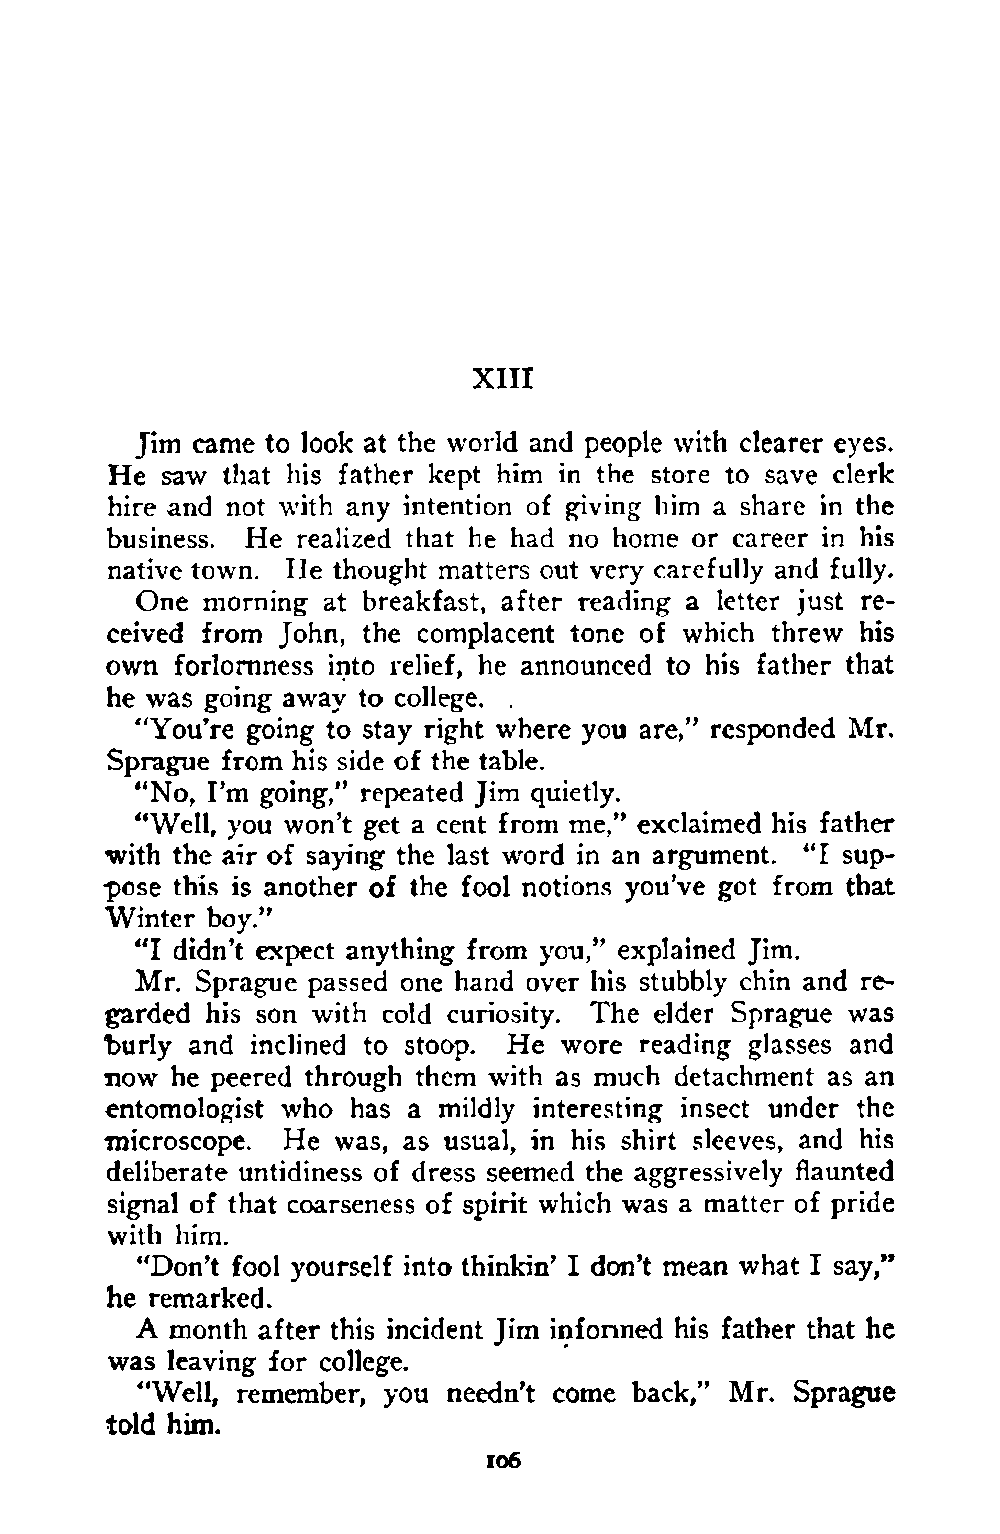 XIII
Jim came to look at the world and people with clearer eyes.
He saw that his father kept him in the store to save clerk
hire and not with any intention of giving him a share in the
business. He realized that he had no home or career in his
native town. He thought matters out very carefully and fully.
One morning at breakfast, after reading a letter just re-
ceived from John, the complacent tone of which threw his
own forlornness into relief, he announced to his father that
he was going away to college.
"You're going to stay right where you are," responded Mr.
Sprague from his side of the table.
"No, I'm going," repeated Jim quietly.
"Well, you won't get a cent from me," exclaimed his father
with the air of saying the last word in an argument. "I sup-
pose this is another of the fool notions you've got from that
Winter boy."
"I didn't expect anything from you," explained Jim.
Mr. Sprague passed one hand over his stubbly chin and re-
garded his son with cold curiosity. The elder Sprague was
burly and inclined to stoop. He wore reading glasses and
now he peered through them with as much detachment as an
entomologist who has a mildly interesting insect under the
microscope. He was, as usual, in his shirt sleeves, and his
deliberate untidiness of dress seemed the aggressively flaunted
signal of that coarseness of spirit which was a matter of pride
with him.
"Don't fool yourself into thinkin' I don't mean what I say,"
he remarked.
A month after this incident Jim informed his father that he
was leaving for college.
"Well, remember, you needn't come back," Mr. Sprague
told him.
106